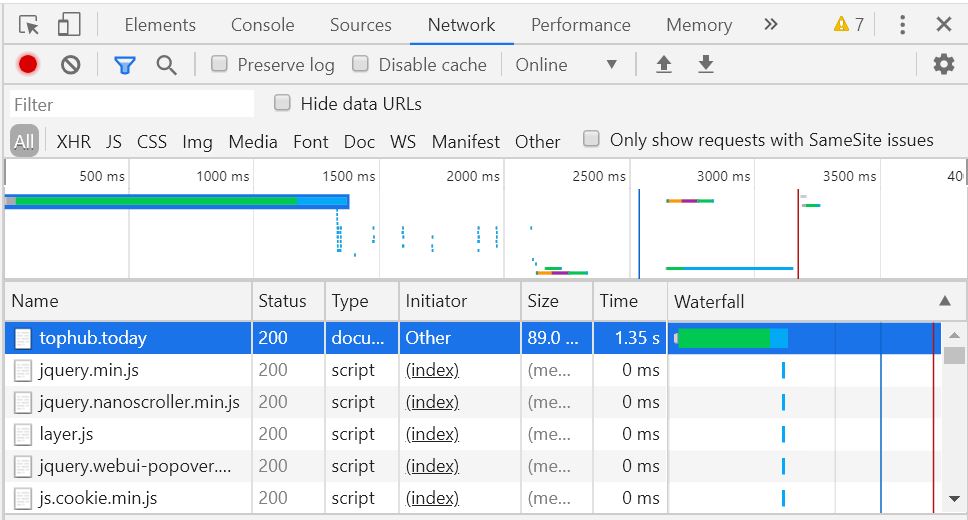 Elements Console Sources Network Performance Memory » 7
Preserve log Disable cache Online
Filter Hide data URLs
All XHR JS CSS Img Media Font Doc WS Manifest Other Only show requests with SameSite issues
500 ms 1000 ms 1500 ms 2000 ms 2500 ms 3000 ms 3500 ms 40
Name Status Type Initiator Size Time Waterfall
tophub.today 200 docu... Other 89.0 ... 1.35 s
jquery.min.js 200 script (index) (me... 0 ms
jquery.nanoscroller.min.js 200 script (index) (me... 0 ms
layer.js 200 script (index) (me... 0 ms
jquery.webui-popover.... 200 script (index) (me... 0 ms
js.cookie.min.js 200 script (index) (me... 0 ms